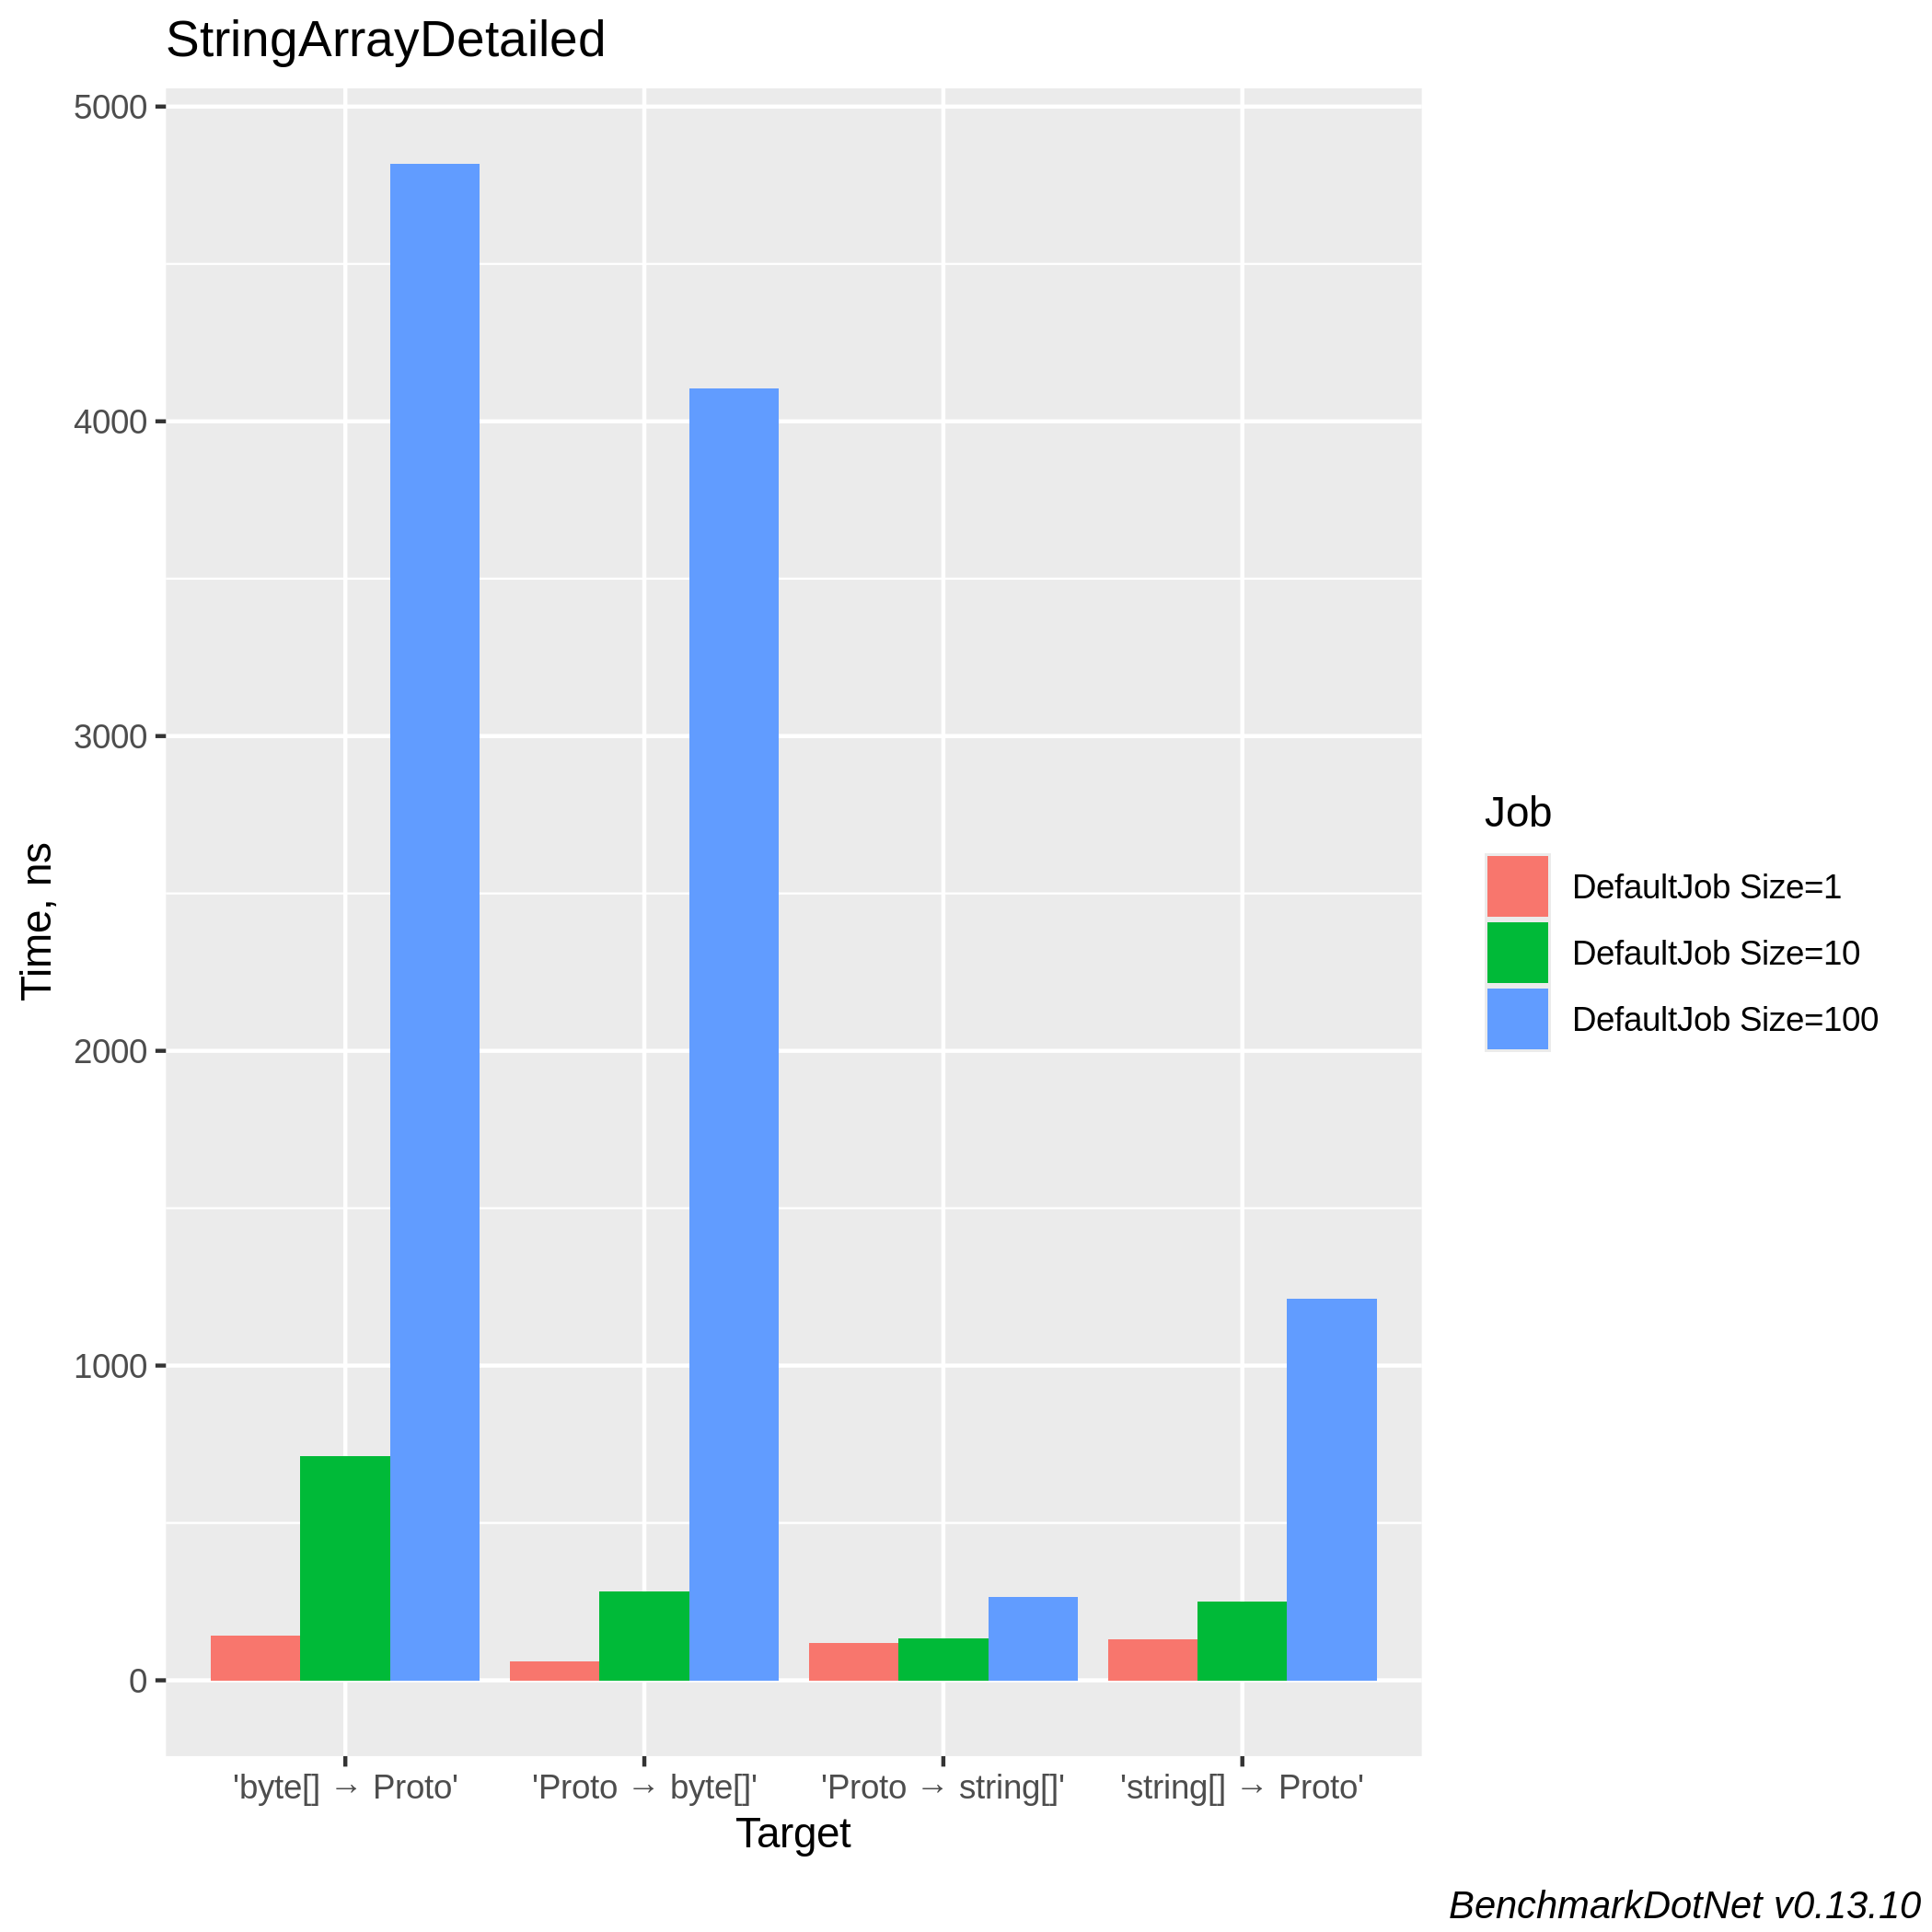 StringArrayDetailed
5000
4000
3000
2000
1000
0
Time, ns
'byte[] → Proto'
'Proto → byte[]'
'Proto → string[]'
'string[] → Proto'
Target
Job
DefaultJob Size=1
DefaultJob Size=10
DefaultJob Size=100
BenchmarkDotNet v0.13.10